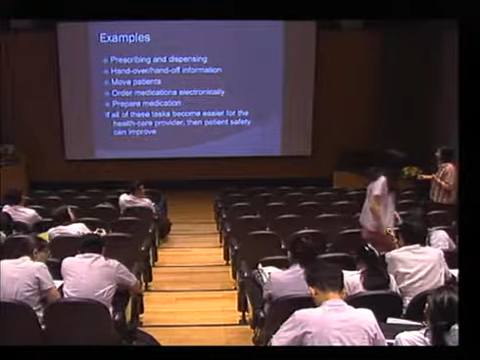 Examples
Prescribing and dispensing
Hand-over/hand-off information
Move patients
Order medications electronically
Prepare medication
If all of these tasks become easier for the
health-care provider, then patient safety
can improve